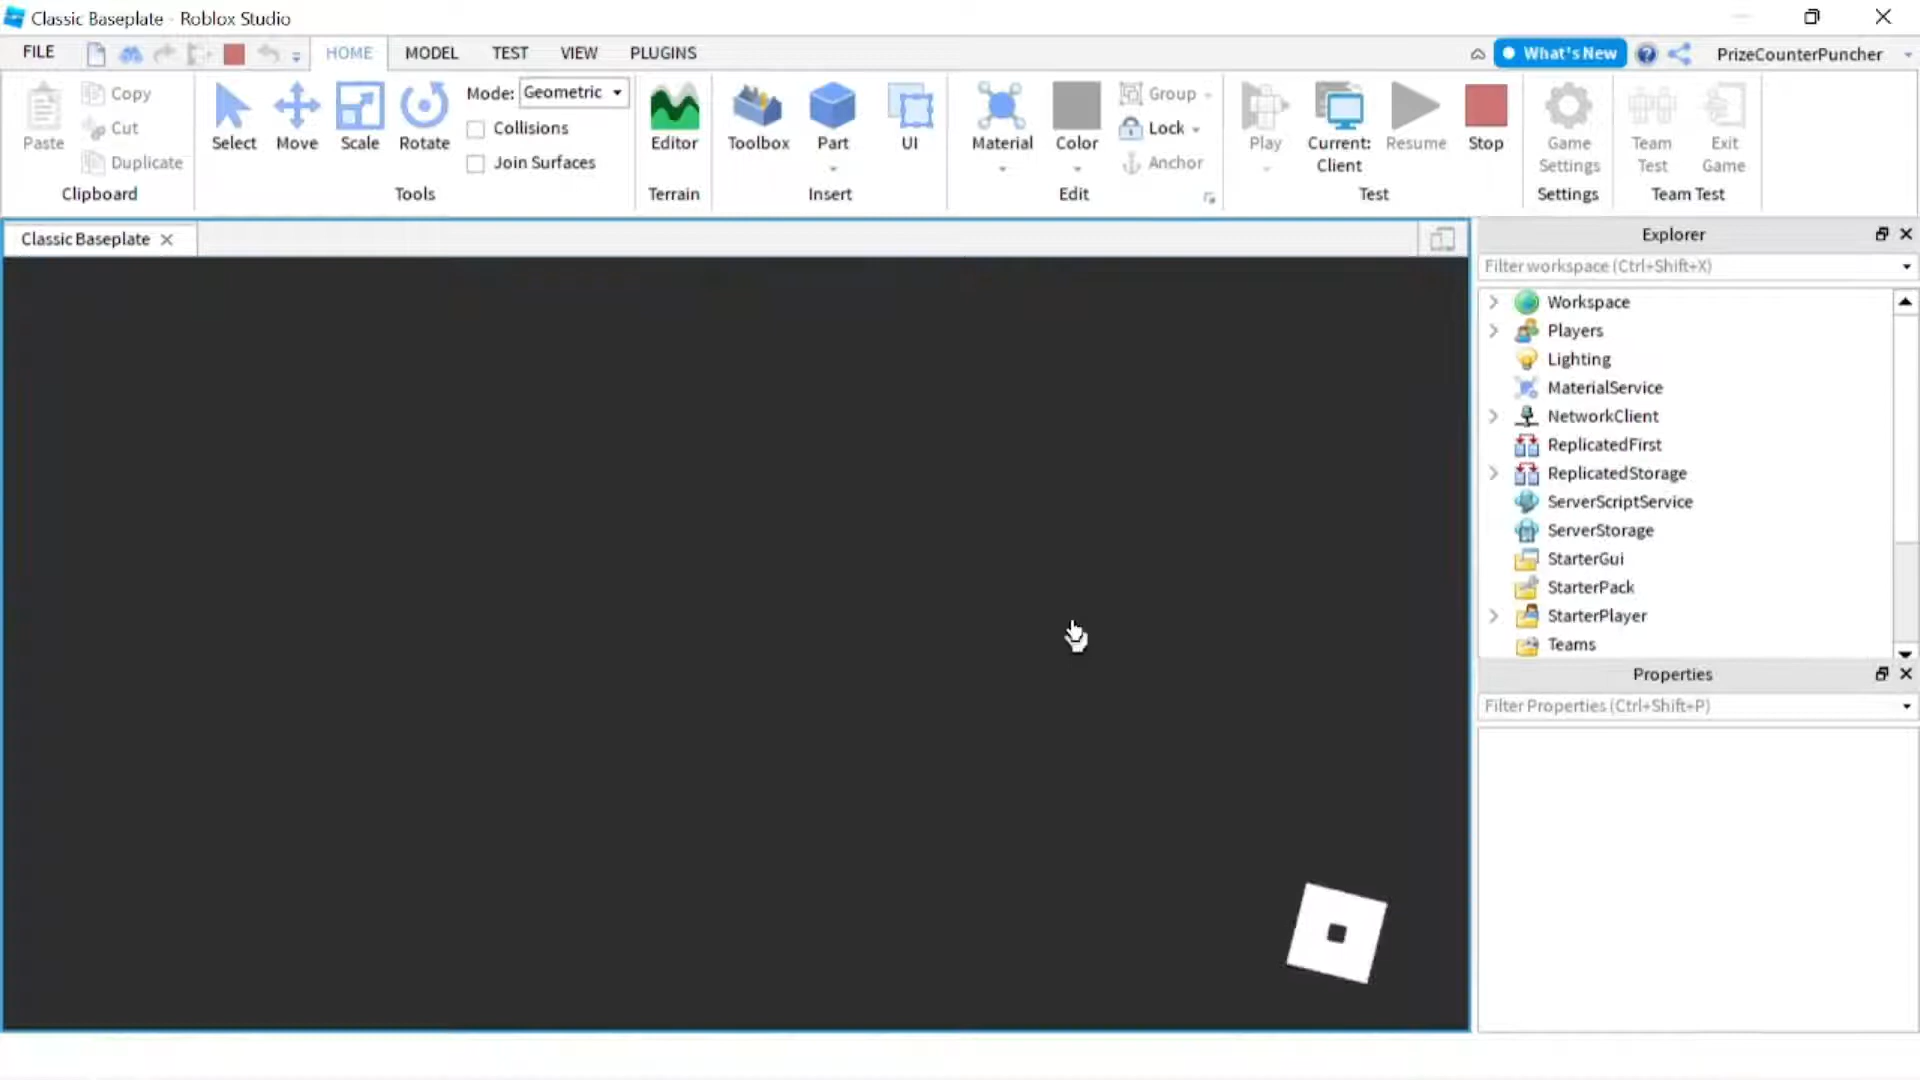 Classic Baseplate - Roblox Studio
FILE HOME MODEL TEST VIEW PLUGINS What's New PrizeCounterPuncher
Paste Copy Cut Duplicate
Clipboard
Select Move Scale Rotate
Mode: Geometric
Collisions
Join Surfaces
Tools
Editor
Terrain
Toolbox Part UI
Insert
Material Color Group Lock Anchor
Edit
Play Current: Client Resume Stop
Test
Game Settings
Settings
Team Test Exit Game
Team Test
Classic Baseplate
Explorer
Filter workspace (Ctrl+Shift+X)
Workspace
Players
Lighting
MaterialService
NetworkClient
ReplicatedFirst
ReplicatedStorage
ServerScriptService
ServerStorage
StarterGui
StarterPack
StarterPlayer
Teams
Properties
Filter Properties (Ctrl+Shift+P)